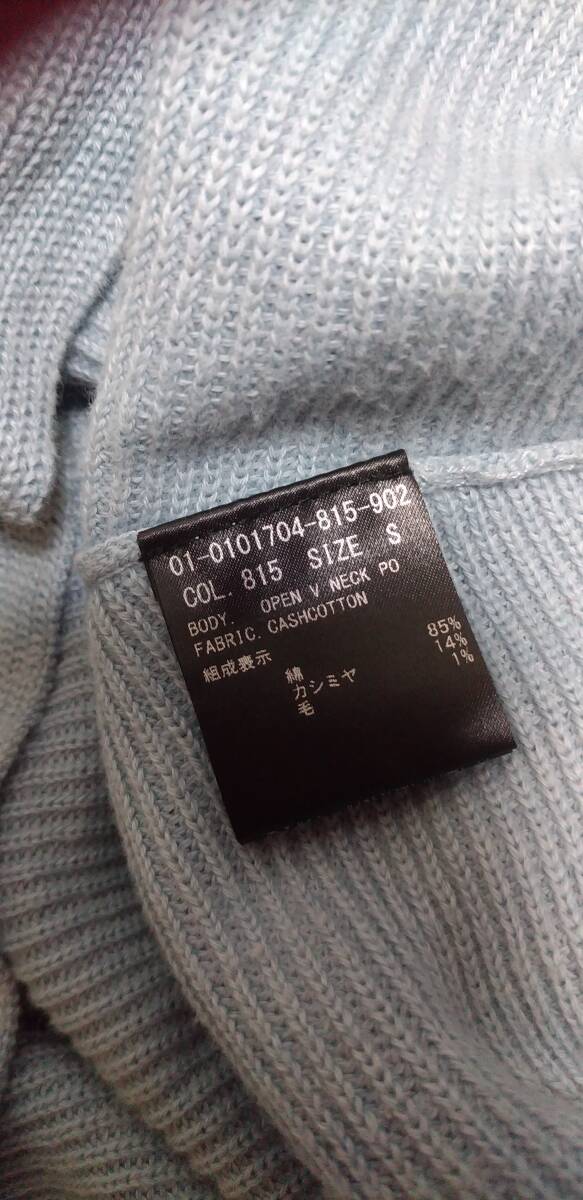 01-0101704-815-902
COL. 815 SIZE S
BODY. OPEN V NECK PO
FABRIC. CASHCOTTON
組成表示
綿 85%
カシミヤ 14%
毛 1%